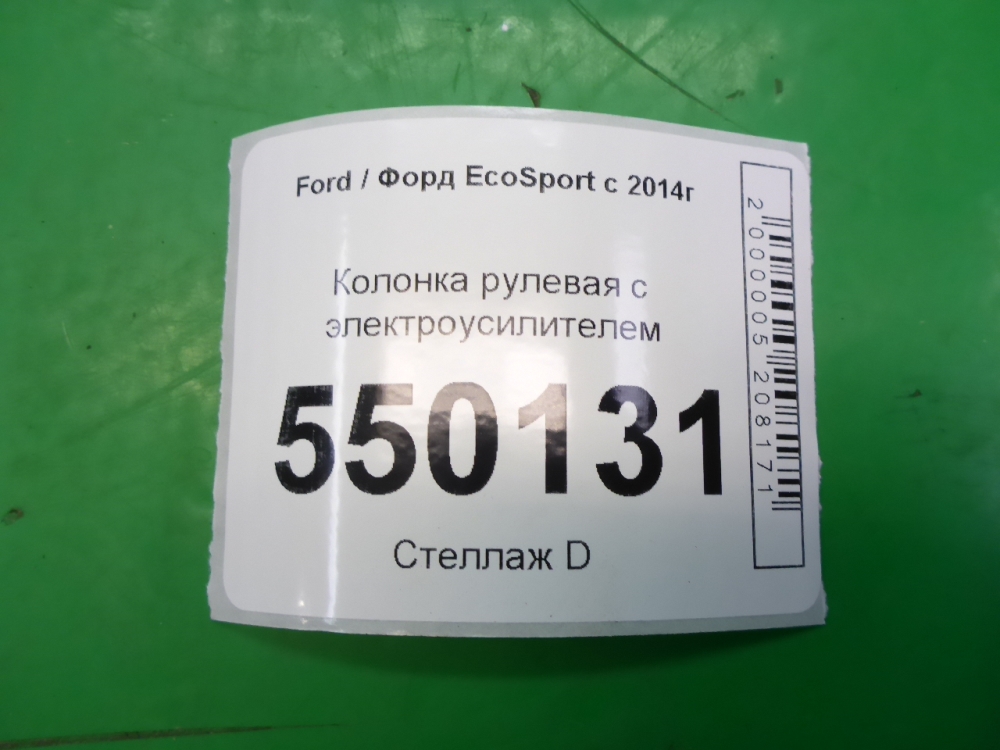 Ford / Форд EcoSport с 2014г
Колонка рулевая с
электроусилителем
550131
Стеллаж D
2000005208171